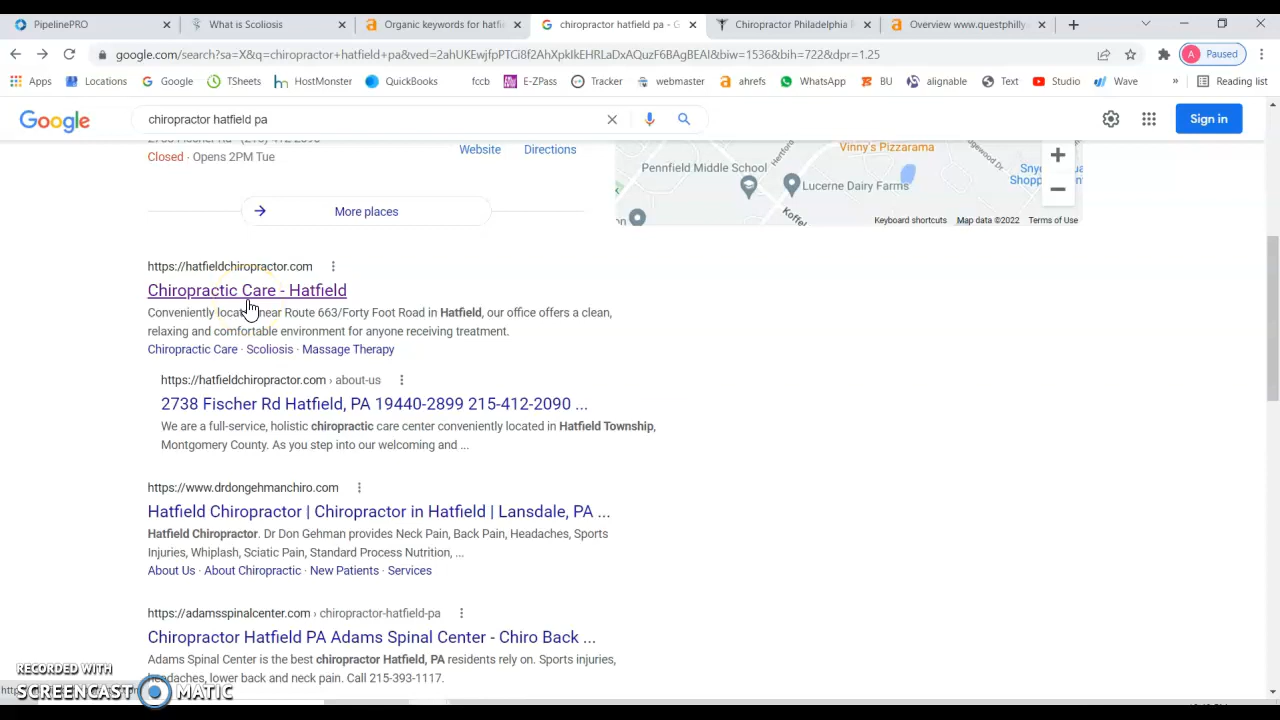 PipelinePRO
What is Scoliosis
Organic keywords for hatfi
chiropractor hatfield pa - G
Chiropractor Philadelphia
Overview www.questphilly
google.com/search?sa=X&q=chiropractor+hatfield+pa&ved=2ahUKEwifnPTCi8f2AhXpkIkEHRLaDxAQuzF6BAgBEAI&biw=1536&bih=722&dpr=1.25
A Paused
Apps Locations Google TSheets HostMonster QuickBooks fccb E-ZPass Tracker webmaster ahrefs WhatsApp BU alignable Text Studio Wave » Reading list
Google
chiropractor hatfield pa
Sign in
Closed · Opens 2PM Tue
Website Directions
More places
Vinny's Pizzarama
Pennfield Middle School
Lucerne Dairy Farms
Keyboard shortcuts Map data ©2022 Terms of Use
https://hatfieldchiropractor.com
Chiropractic Care - Hatfield
Conveniently near Route 663/Forty Foot Road in Hatfield, our office offers a clean,
relaxing and comfortable environment for anyone receiving treatment.
Chiropractic Care · Scoliosis · Massage Therapy
https://hatfieldchiropractor.com › about-us
2738 Fischer Rd Hatfield, PA 19440-2899 215-412-2090 ...
We are a full-service, holistic chiropractic care center conveniently located in Hatfield Township,
Montgomery County. As you step into our welcoming and ...
https://www.drdongehmanchiro.com
Hatfield Chiropractor | Chiropractor in Hatfield | Lansdale, PA ...
Hatfield Chiropractor. Dr Don Gehman provides Neck Pain, Back Pain, Headaches, Sports
Injuries, Whiplash, Sciatic Pain, Standard Process Nutrition, ...
About Us · About Chiropractic · New Patients · Services
https://adamsspinalcenter.com › chiropractor-hatfield-pa
Chiropractor Hatfield PA Adams Spinal Center - Chiro Back ...
Adams Spinal Center is the best chiropractor Hatfield, PA residents rely on. Sports injuries,
headaches, lower back and neck pain. Call 215-393-1117.
RECORDED WITH
SCREENCAST MATIC